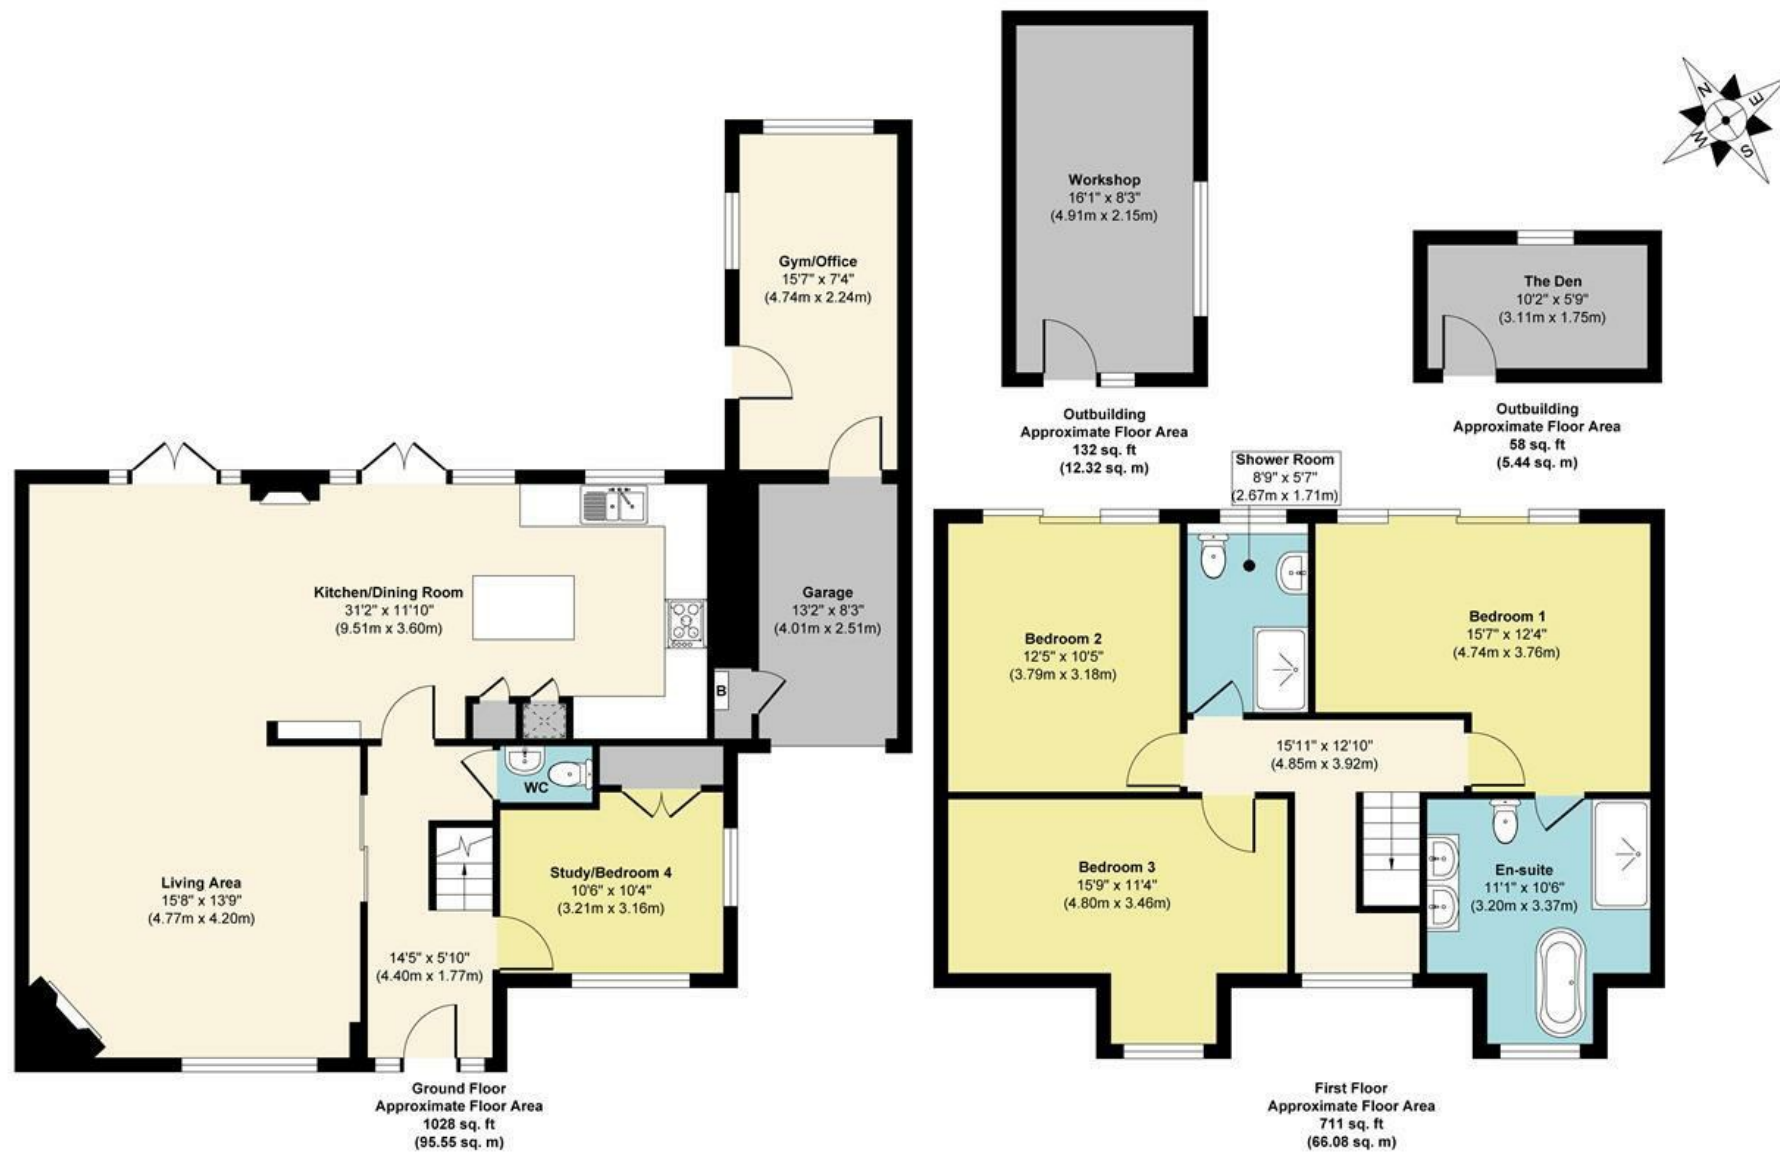 Gym/Office
15'7" x 7'4"
(4.74m x 2.24m)
Kitchen/Dining Room
31'2" x 11'10"
(9.51m x 3.60m)
Garage
13'2" x 8'3"
(4.01m x 2.51m)
B
WC
Living Area
15'8" x 13'9"
(4.77m x 4.20m)
Study/Bedroom 4
10'6" x 10'4"
(3.21m x 3.16m)
14'5" x 5'10"
(4.40m x 1.77m)
Ground Floor
Approximate Floor Area
1028 sq. ft
(95.55 sq. m)
Workshop
16'1" x 8'3"
(4.91m x 2.15m)
Outbuilding
Approximate Floor Area
132 sq. ft
(12.32 sq. m)
N
E
S
W
The Den
10'2" x 5'9"
(3.11m x 1.75m)
Outbuilding
Approximate Floor Area
58 sq. ft
(5.44 sq. m)
Shower Room
8'9" x 5'7"
(2.67m x 1.71m)
Bedroom 2
12'5" x 10'5"
(3.79m x 3.18m)
Bedroom 1
15'7" x 12'4"
(4.74m x 3.76m)
15'11" x 12'10"
(4.85m x 3.92m)
Bedroom 3
15'9" x 11'4"
(4.80m x 3.46m)
En-suite
11'1" x 10'6"
(3.20m x 3.37m)
First Floor
Approximate Floor Area
711 sq. ft
(66.08 sq. m)